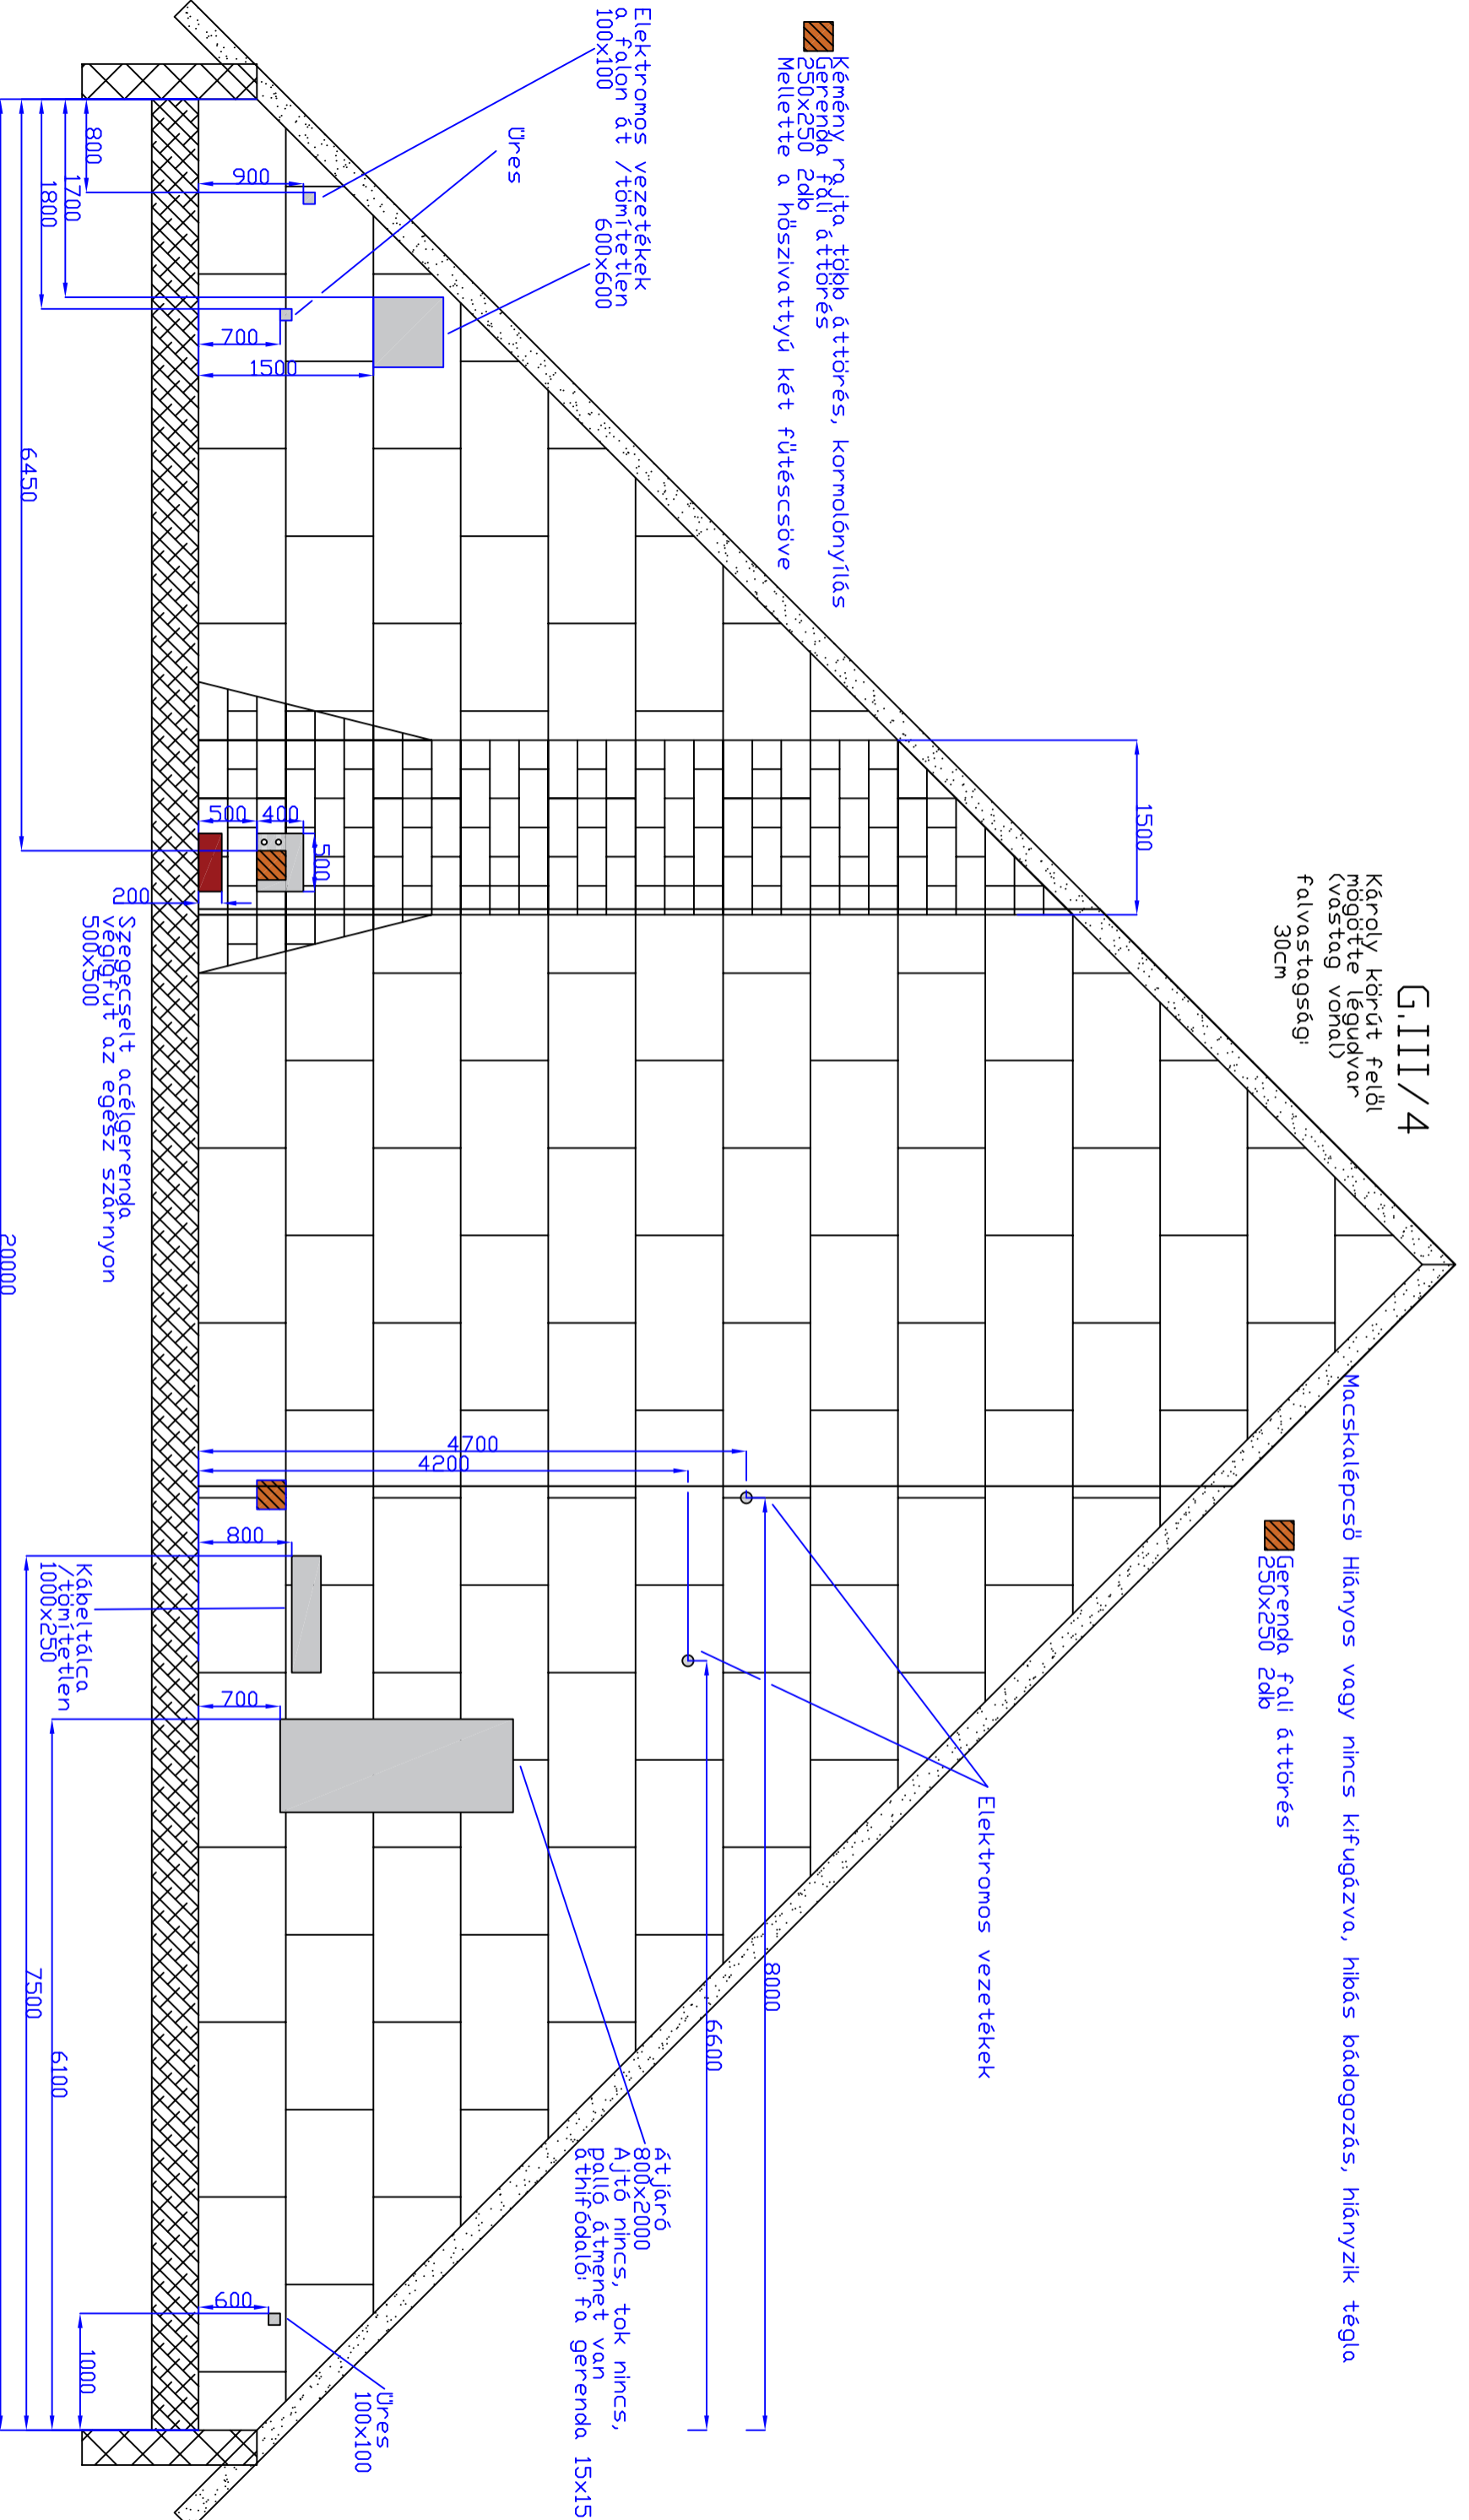 G.III/4
Károly körút felöl
mögötte légudvar
(vastag vonal)
falvastagság:
30cm
Kémény rajta több áttörés, kormolónyílás
Gerenda fali áttörés
250x250 2db
Mellette a höszivattyú két fűtéscsöve
Elektromos vezetékek
a falon át /tömítetlen
100x100
600x600
Üres
Macskalépcső Hiányos vagy nincs kifugázva, hibás bádogozás, hiányzik tégla
Gerenda fali áttörés
250x250 2db
Elektromos vezetékek
Átjáró
800x2000
Ajtó nincs, tok nincs,
palló átmenet van
áthifódaló: fa gerenda 15x15
Üres
100x100
Szegecselt acélgerenda
végigfut az egész szárnyon
500x500
Kábeltálca
/tömítetlen
1000x250
1500
4700
4200
8000
6600
900
700
1500
500
400
500
200
800
700
600
800
1700
1800
6450
1000
6100
7500
20000